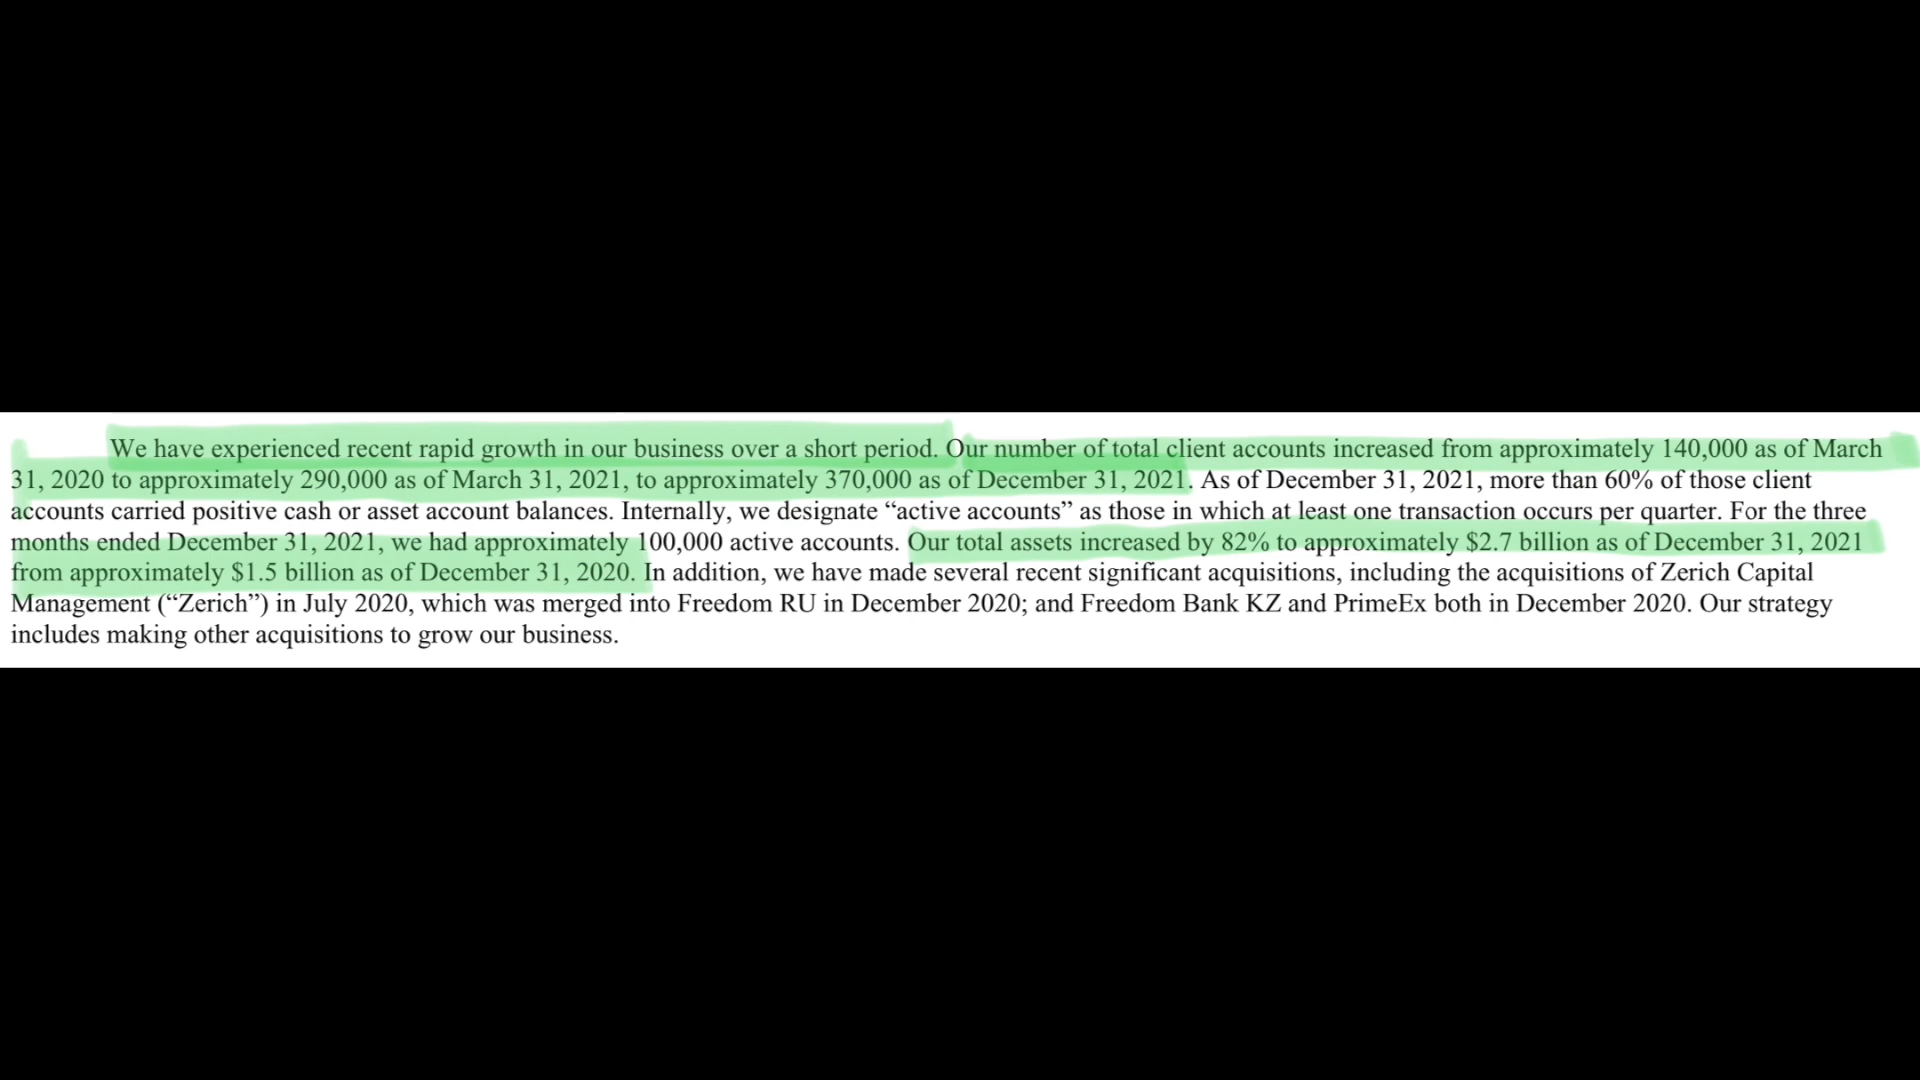 We have experienced recent rapid growth in our business over a short period. Our number of total client accounts increased from approximately 140,000 as of March
31, 2020 to approximately 290,000 as of March 31, 2021, to approximately 370,000 as of December 31, 2021. As of December 31, 2021, more than 60% of those client
accounts carried positive cash or asset account balances. Internally, we designate “active accounts” as those in which at least one transaction occurs per quarter. For the three
months ended December 31, 2021, we had approximately 100,000 active accounts. Our total assets increased by 82% to approximately $2.7 billion as of December 31, 2021
from approximately $1.5 billion as of December 31, 2020. In addition, we have made several recent significant acquisitions, including the acquisitions of Zerich Capital
Management (“Zerich”) in July 2020, which was merged into Freedom RU in December 2020; and Freedom Bank KZ and PrimeEx both in December 2020. Our strategy
includes making other acquisitions to grow our business.